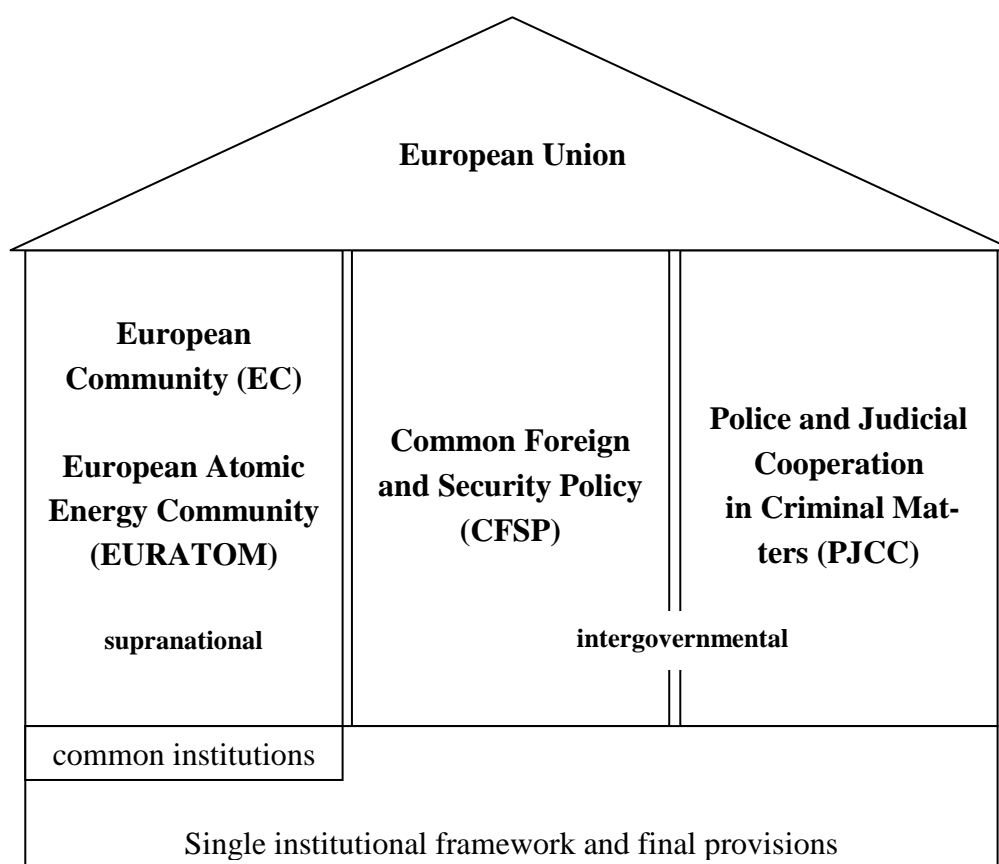 European Union
European
Community (EC)
European Atomic
Energy Community
(EURATOM)
supranational
Common Foreign
and Security Policy
(CFSP)
Police and Judicial
Cooperation
in Criminal Mat-
ters (PJCC)
intergovernmental
common institutions
Single institutional framework and final provisions